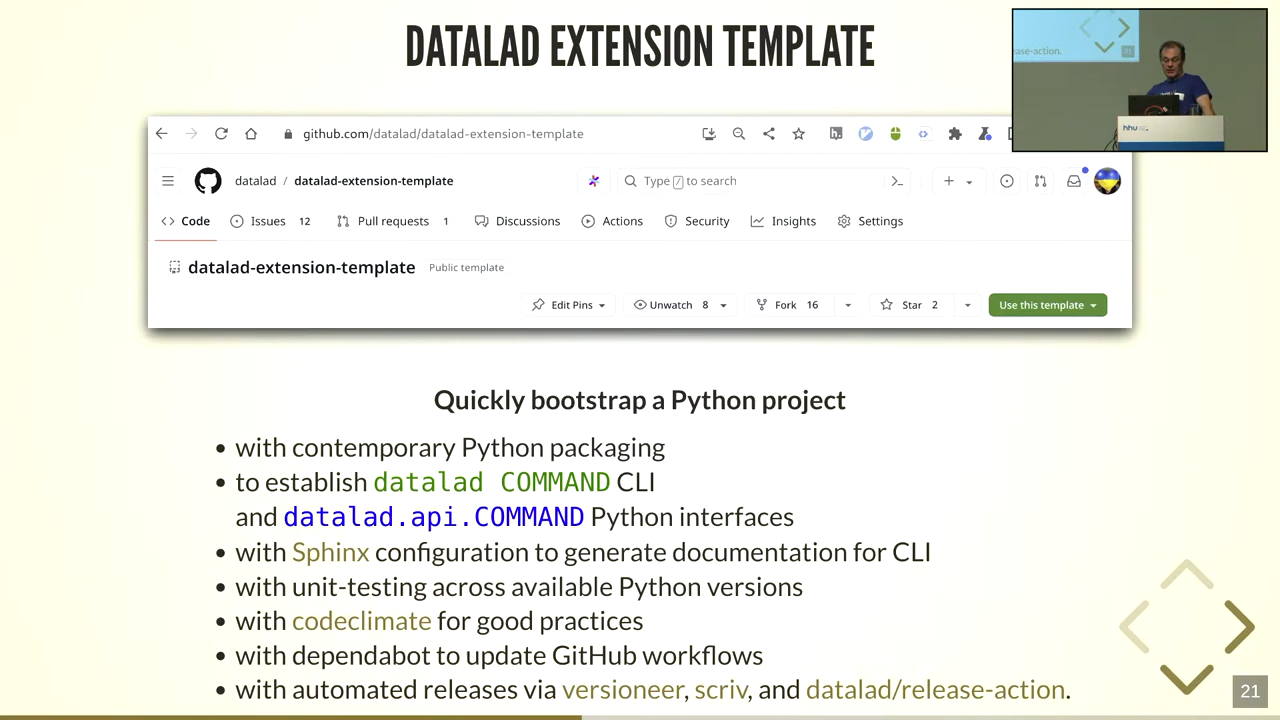 DATALAD EXTENSION TEMPLATE
ease-action.
21
hhu
github.com/datalad/datalad-extension-template
datalad / datalad-extension-template
Type / to search
Code
Issues 12
Pull requests 1
Discussions
Actions
Security
Insights
Settings
datalad-extension-template Public template
Edit Pins
Unwatch 8
Fork 16
Star 2
Use this template
Quickly bootstrap a Python project
• with contemporary Python packaging
• to establish datalad COMMAND CLI
and datalad.api.COMMAND Python interfaces
• with Sphinx configuration to generate documentation for CLI
• with unit-testing across available Python versions
• with codeclimate for good practices
• with dependabot to update GitHub workflows
• with automated releases via versioneer, scriv, and datalad/release-action.
21